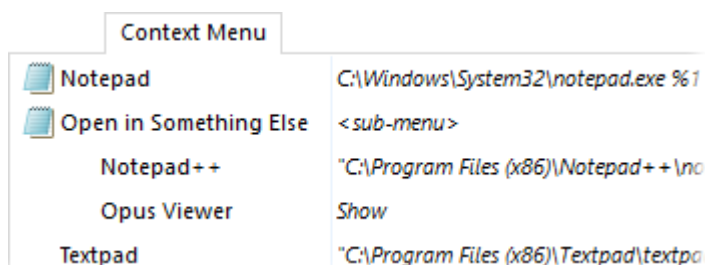 Context Menu
Notepad C:\Windows\System32\notepad.exe %1
Open in Something Else <sub-menu>
Notepad++ "C:\Program Files (x86)\Notepad++\no
Opus Viewer Show
Textpad "C:\Program Files (x86)\Textpad\textpa